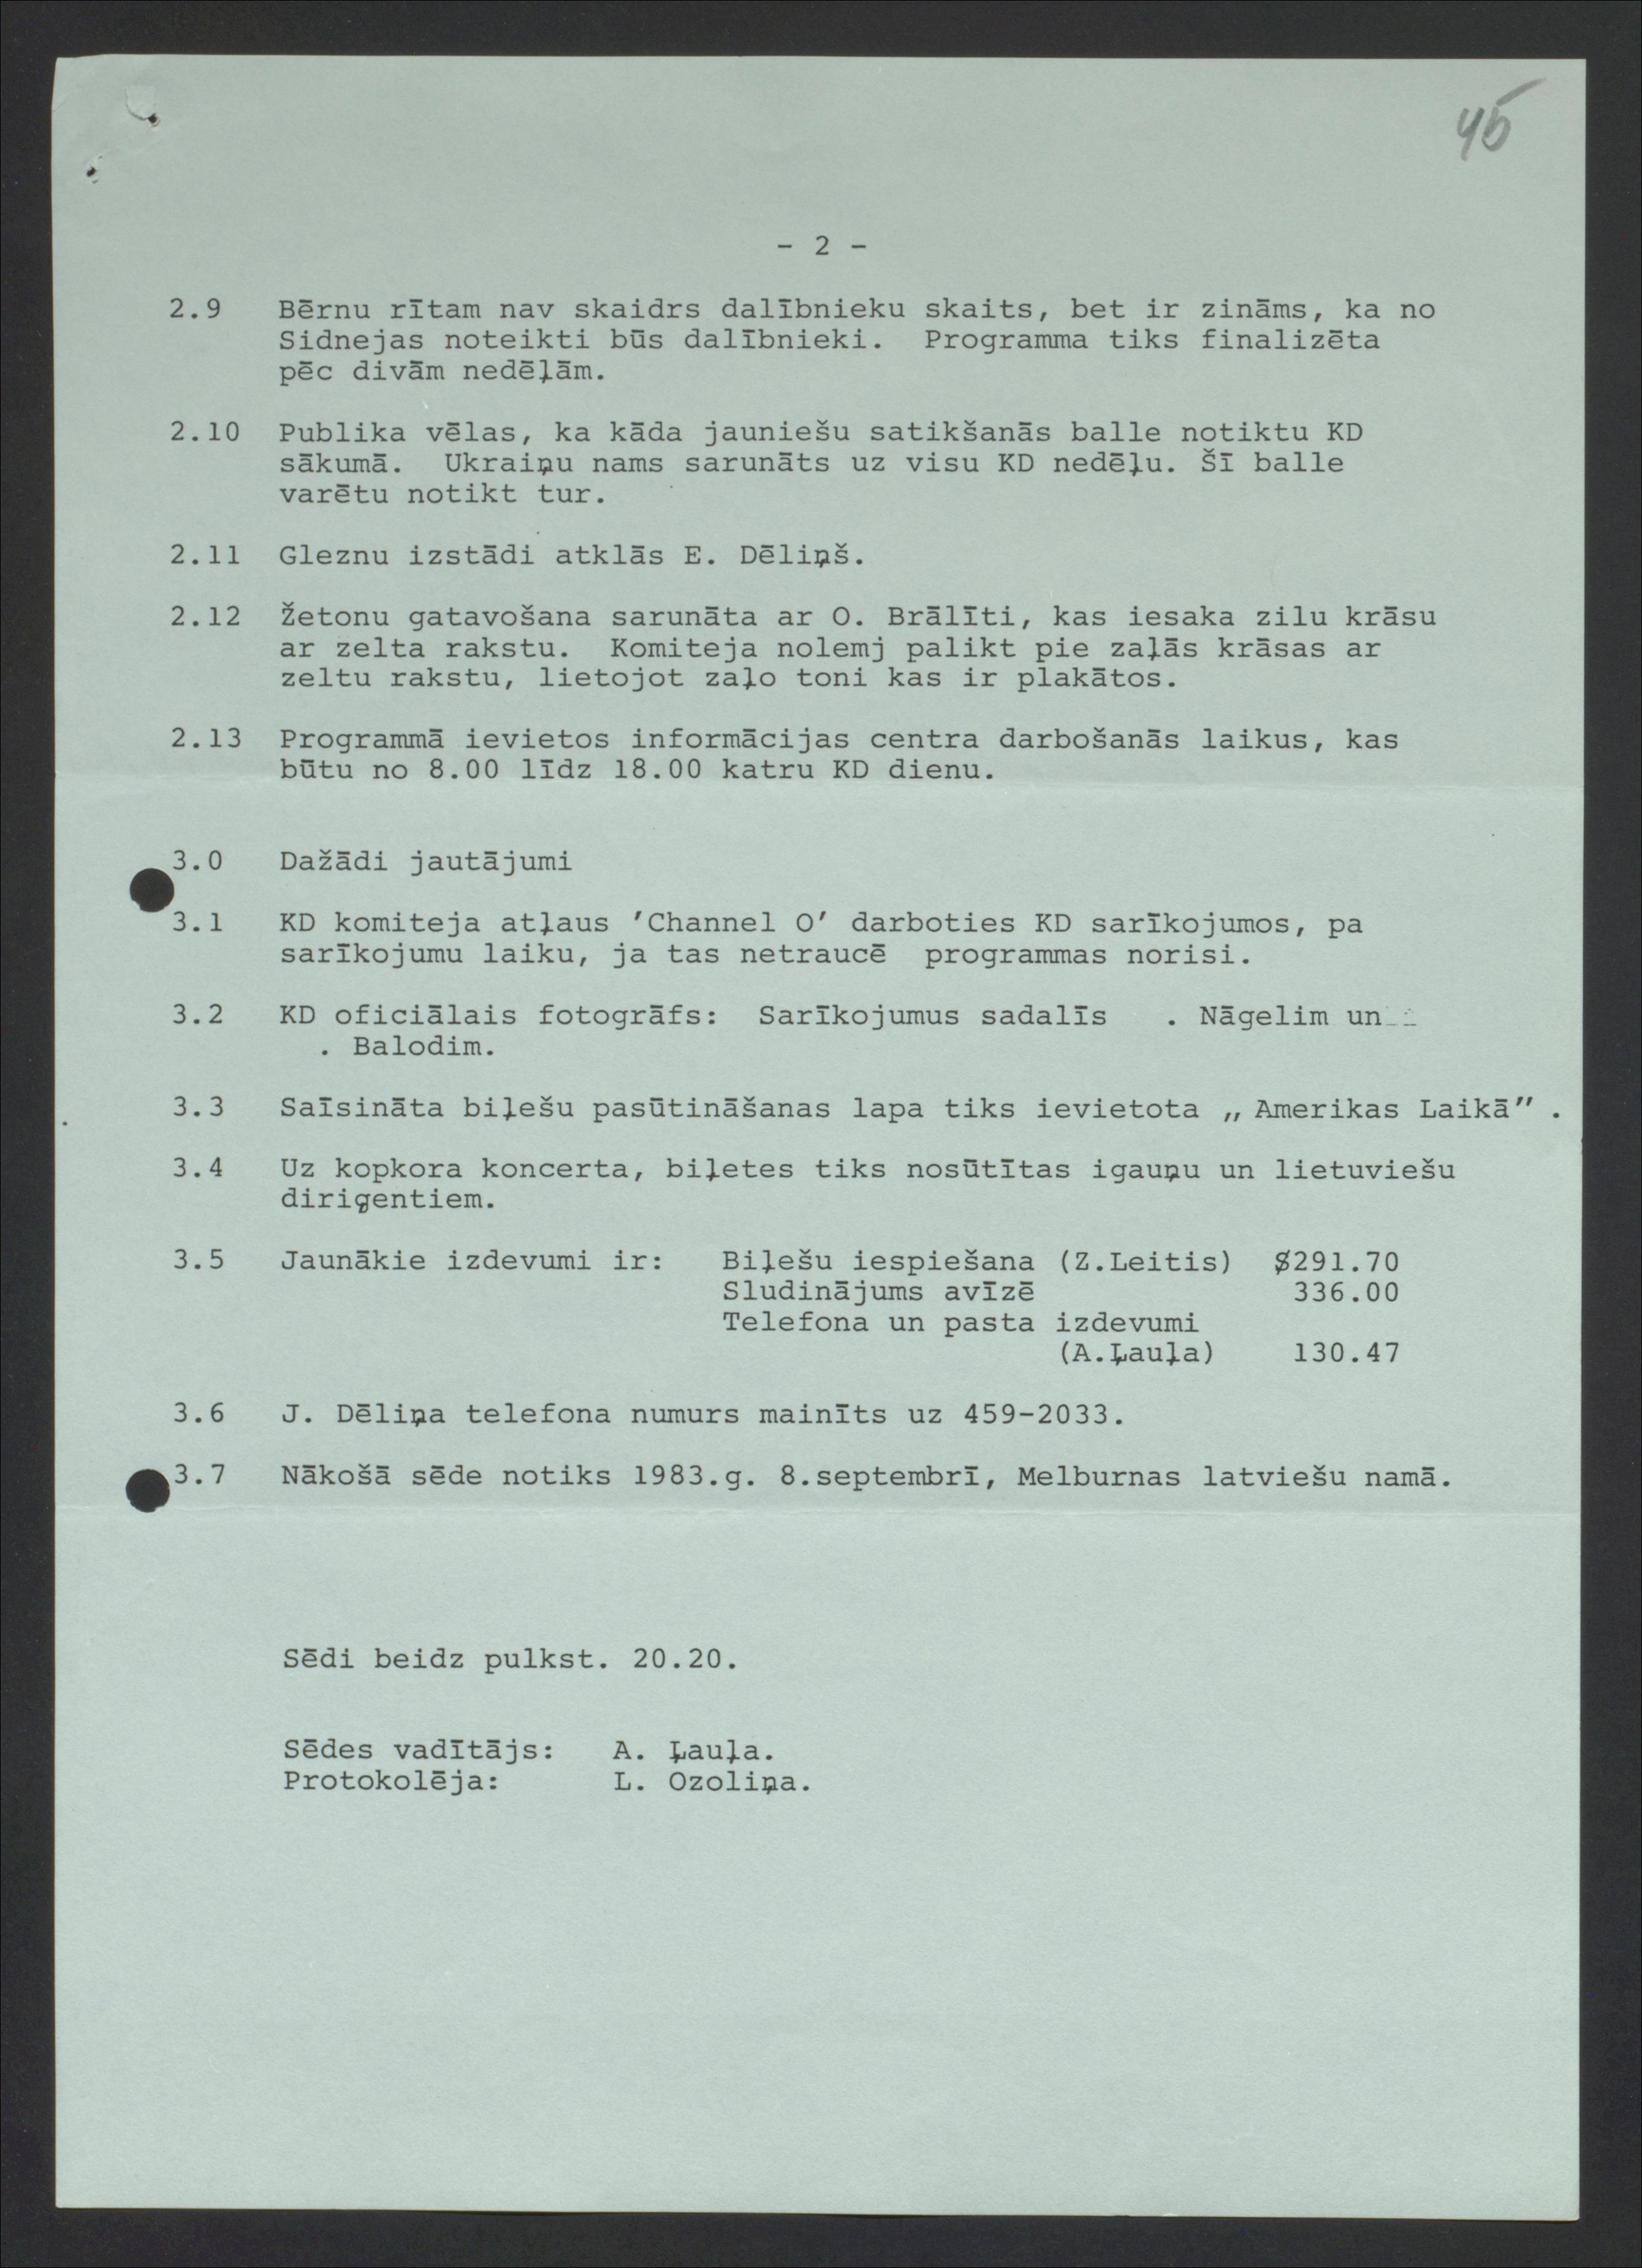 45
- 2 -
2.9 Bērnu rītam nav skaidrs dalībnieku skaits, bet ir zināms, ka no
Sidnejas noteikti būs dalībnieki. Programma tiks finalizēta
pēc divām nedēļām.
2.10 Publika vēlas, ka kāda jauniešu satikšanās balle notiktu KD
sākumā. Ukraiņu nams sarunāts uz visu KD nedēļu. Šī balle
varētu notikt tur.
2.11 Gleznu izstādi atklās E. Dēliņš.
2.12 Žetonu gatavošana sarunāta ar O. Brālīti, kas iesaka zilu krāsu
ar zelta rakstu. Komiteja nolemj palikt pie zaļās krāsas ar
zeltu rakstu, lietojot zaļo toni kas ir plakātos.
2.13 Programmā ievietos informācijas centra darbošanās laikus, kas
būtu no 8.00 līdz 18.00 katru KD dienu.
3.0 Dažādi jautājumi
3.1 KD komiteja atļaus 'Channel O' darboties KD sarīkojumos, pa
sarīkojumu laiku, ja tas netraucē programmas norisi.
3.2 KD oficiālais fotogrāfs: Sarīkojumus sadalīs . Nāgelim un
. Balodim.
3.3 Saīsināta biļešu pasūtināšanas lapa tiks ievietota „Amerikas Laikā" .
3.4 Uz kopkora koncerta, biļetes tiks nosūtītas igauņu un lietuviešu
diriģentiem.
3.5 Jaunākie izdevumi ir: Biļešu iespiešana (Z.Leitis) $291.70
Sludinājums avīzē 336.00
Telefona un pasta izdevumi
(A.Ļauļa) 130.47
3.6 J. Dēliņa telefona numurs mainīts uz 459-2033.
3.7 Nākošā sēde notiks 1983.g. 8.septembrī, Melburnas latviešu namā.
Sēdi beidz pulkst. 20.20.
Sēdes vadītājs: A. Ļauļa.
Protokolēja: L. Ozoliņa.